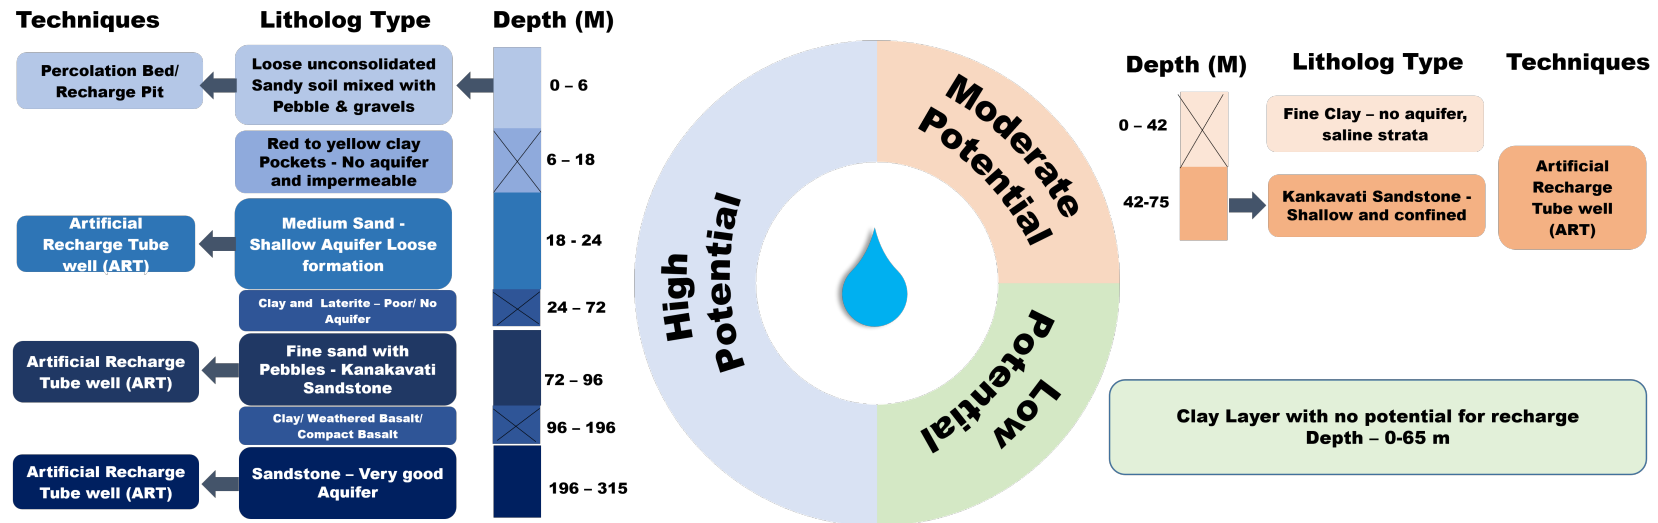 Techniques
Litholog Type
Depth (M)
Percolation Bed/
Recharge Pit
Loose unconsolidated
Sandy soil mixed with
Pebble & gravels
0 – 6
Red to yellow clay
Pockets - No aquifer
and impermeable
6 – 18
Artificial
Recharge Tube
well (ART)
Medium Sand -
Shallow Aquifer Loose
formation
18 - 24
Clay and Laterite – Poor/ No
Aquifer
24 – 72
Artificial Recharge
Tube well (ART)
Fine sand with
Pebbles - Kanakavati
Sandstone
72 – 96
Clay/ Weathered Basalt/
Compact Basalt
96 – 196
Artificial Recharge
Tube well (ART)
Sandstone – Very good
Aquifer
196 – 315
High
Potential
Moderate
Potential
Low
Potential
Depth (M)
Litholog Type
Techniques
0 – 42
Fine Clay – no aquifer,
saline strata
42-75
Kankavati Sandstone -
Shallow and confined
Artificial
Recharge
Tube well
(ART)
Clay Layer with no potential for recharge
Depth – 0-65 m